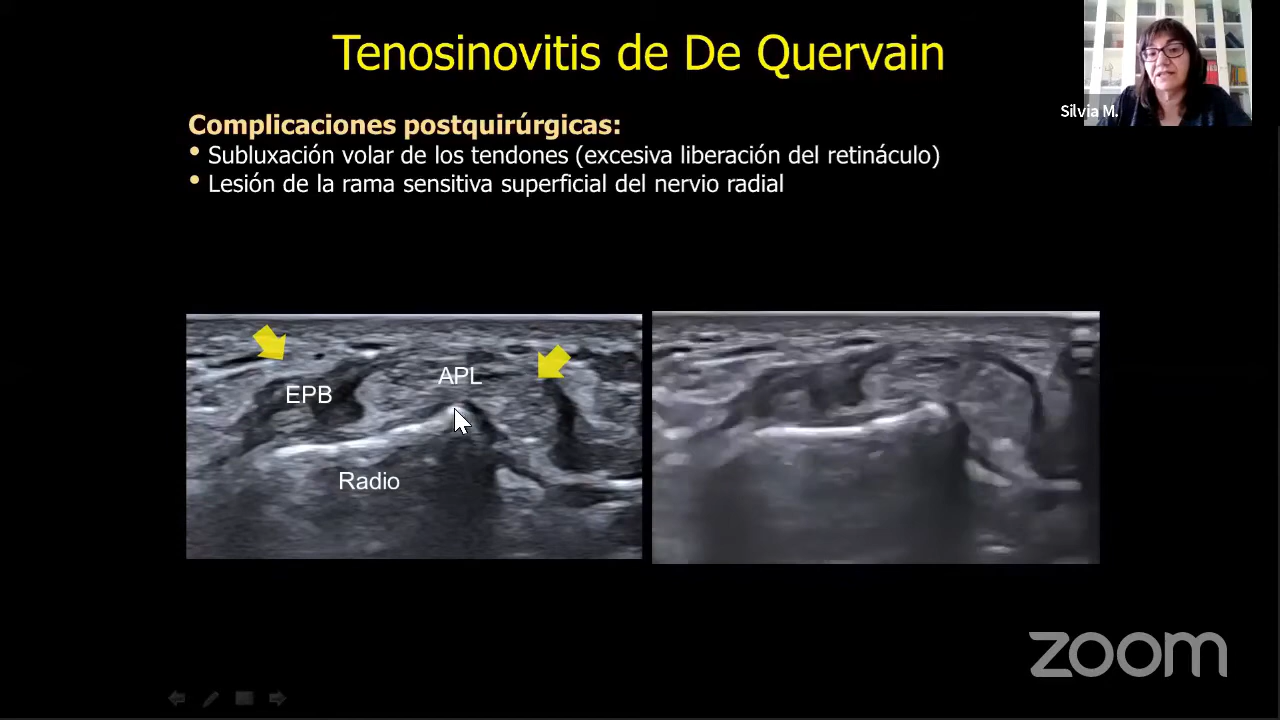 Tenosinovitis de De Quervain
Silvia M.
Complicaciones postquirúrgicas:
• Subluxación volar de los tendones (excesiva liberación del retináculo)
• Lesión de la rama sensitiva superficial del nervio radial
EPB
APL
Radio
zoom